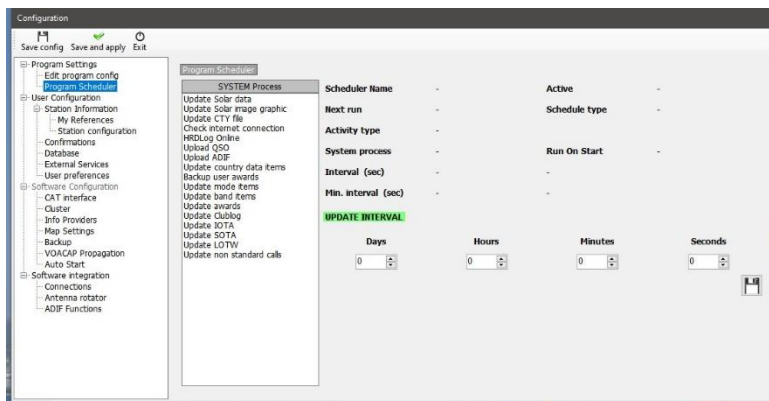 Configuration
Save config Save and apply Exit
Program Settings
Edit program config
Program Scheduler
User Configuration
Station Information
My References
Station configuration
Confirmations
Database
External Services
User preferences
Software Configuration
CAT interface
Cluster
Info Providers
Map Settings
Backup
VOACAP Propagation
Auto Start
Software integration
Connections
Antenna rotator
ADIF Functions
Program Scheduler
SYSTEM Process
Update Solar data
Update Solar image graphic
Update CTY file
Check internet connection
HRDLog Online
Upload QSO
Upload ADIF
Update country data items
Backup user awards
Update mode items
Update band items
Update awards
Update Clublog
Update IOTA
Update SOTA
Update LOTW
Update non standard calls
Scheduler Name - Active -
Next run - Schedule type -
Activity type -
System process - Run On Start -
Interval (sec) - -
Min. interval (sec) - -
UPDATE INTERVAL
Days Hours Minutes Seconds
0 0 0 0